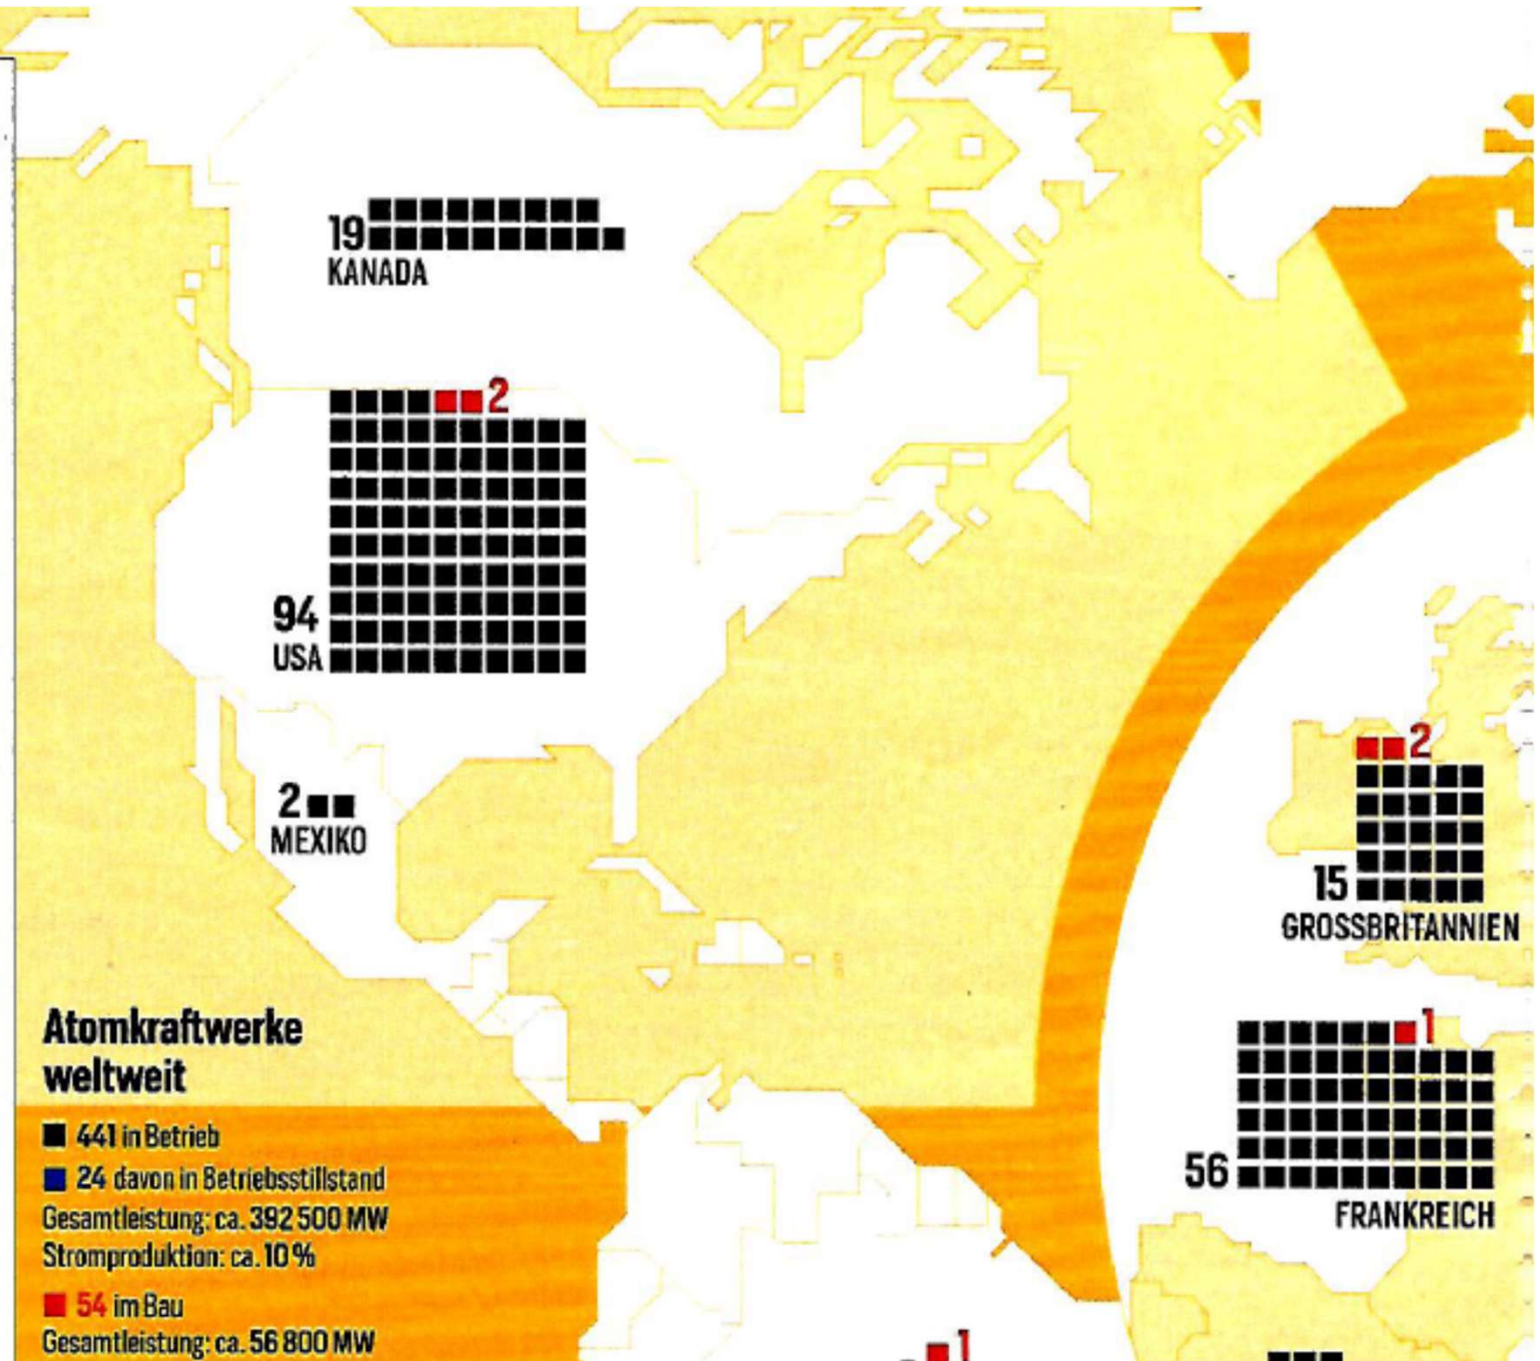 19
KANADA
2
94
USA
2
MEXIKO
2
15
GROSSBRITANNIEN
1
56
FRANKREICH
Atomkraftwerke
weltweit
441 in Betrieb
24 davon in Betriebsstillstand
Gesamtleistung: ca. 392 500 MW
Stromproduktion: ca. 10 %
54 im Bau
Gesamtleistung: ca. 56 800 MW
1